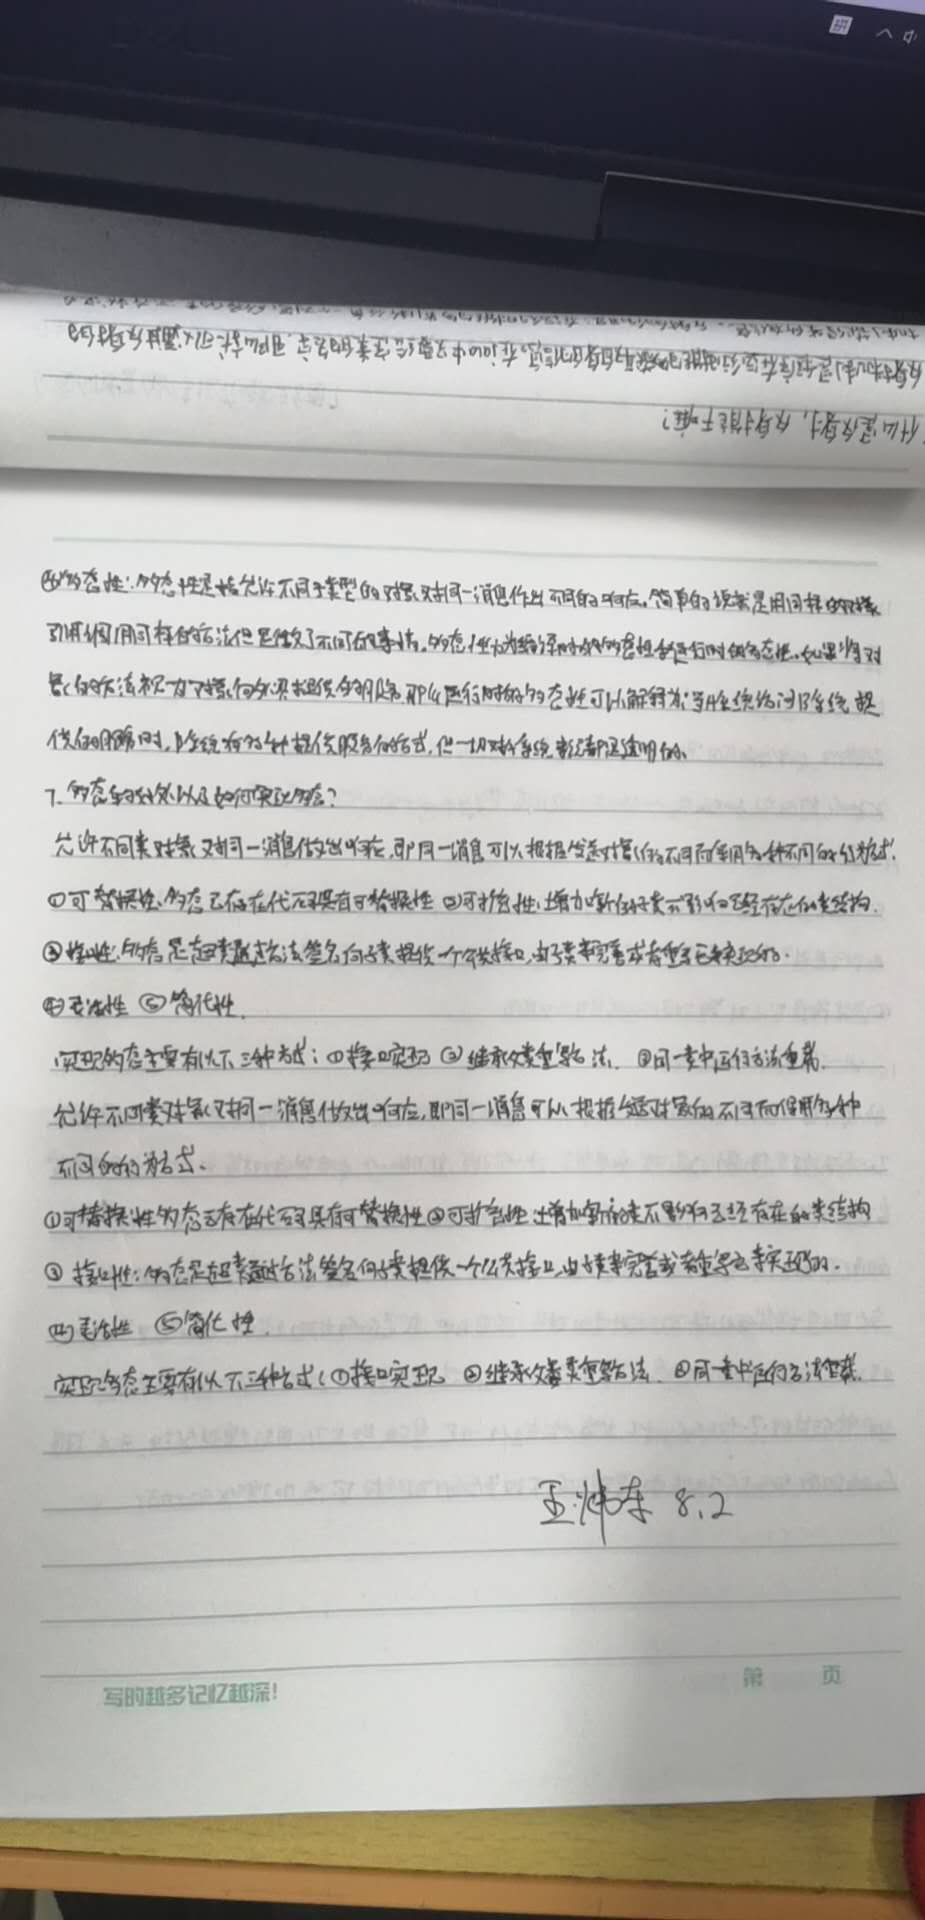 什么是反射，反射能干嘛？
④多态性：多态性是指允许不同子类型的对象对同一消息作出不同的响应。简单的说就是用同样的对象
引用调用同样的方法但是做了不同的事情。多态性分为编译时的多态性和运行时的多态性。如果将对
象的方法视为对象向外界提供的服务，那么运行时的多态性可以解释为：当A系统访问B系统提
供的服务时，B系统有多种提供服务的方式，但一切对A系统来说都是透明的。
7. 多态的好处以及如何实现多态？
允许不同类对象对同一消息做出响应，即同一消息可以根据发送对象的不同而采用多种不同的行为方式.
①可替换性：多态已存在代码具有可替换性 ②可扩充性：增加新的子类不影响已经存在的类结构.
③接口性：多态是超类通过方法签名向子类提供一个公共接口，由子类来完善或者重写它来实现的.
④灵活性 ⑤简化性.
实现多态主要有以下三种方式：①接口实现 ②继承父类重写方法. ③同一类中运行方法重载.
允许不同类对象对同一消息做出响应，即同一消息可以根据发送对象的不同而使用多种
不同的行为方式.
①可替换性 多态已存在代码具有可替换性 ②可扩充性：增加新的类不影响已经存在的类结构
③ 接口性：多态是超类通过方法签名向子类提供一个公共接口，由子类来完善或者重写它来实现的.
④灵活性 ⑤简化性.
实现多态主要有以下三种方式（①接口实现 ②继承父类重写方法. ③同一类中运行方法重载.
8.2
写的越多记忆越深！
第 页